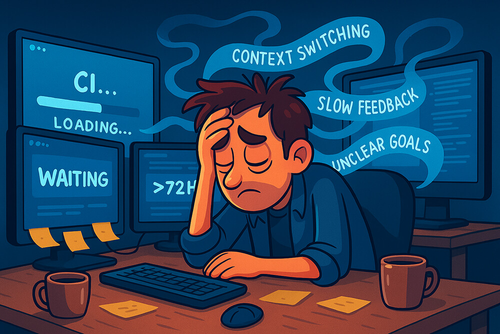 CI...
LOADING...
WAITING
>72H
CONTEXT SWITCHING
SLOW FEEDBACK
UNCLEAR GOALS